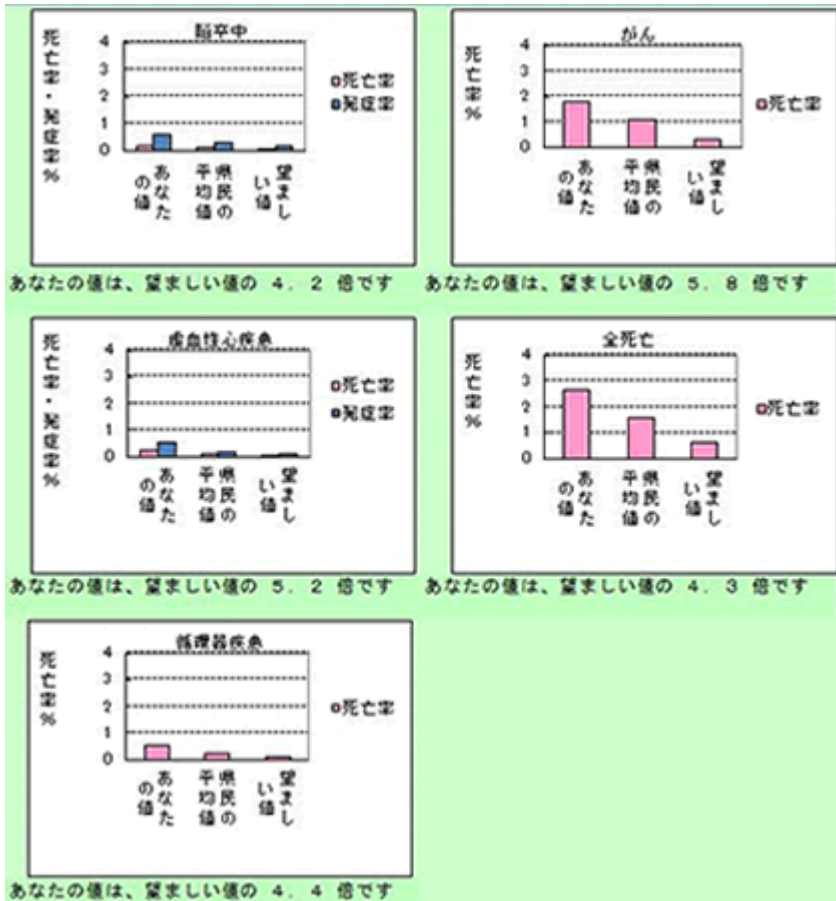 脳卒中
死亡率・発症率%
4
3
2
1
0
死亡率
発症率
あなたの値
県民の平均値
望ましい値
あなたの値は、望ましい値の 4.2 倍です
がん
死亡率%
4
3
2
1
0
死亡率
あなたの値
県民の平均値
望ましい値
あなたの値は、望ましい値の 5.8 倍です
虚血性心疾患
死亡率・発症率%
4
3
2
1
0
死亡率
発症率
あなたの値
県民の平均値
望ましい値
あなたの値は、望ましい値の 5.2 倍です
全死亡
死亡率%
4
3
2
1
0
死亡率
あなたの値
県民の平均値
望ましい値
あなたの値は、望ましい値の 4.3 倍です
循環器疾患
死亡率%
4
3
2
1
0
死亡率
あなたの値
県民の平均値
望ましい値
あなたの値は、望ましい値の 4.4 倍です